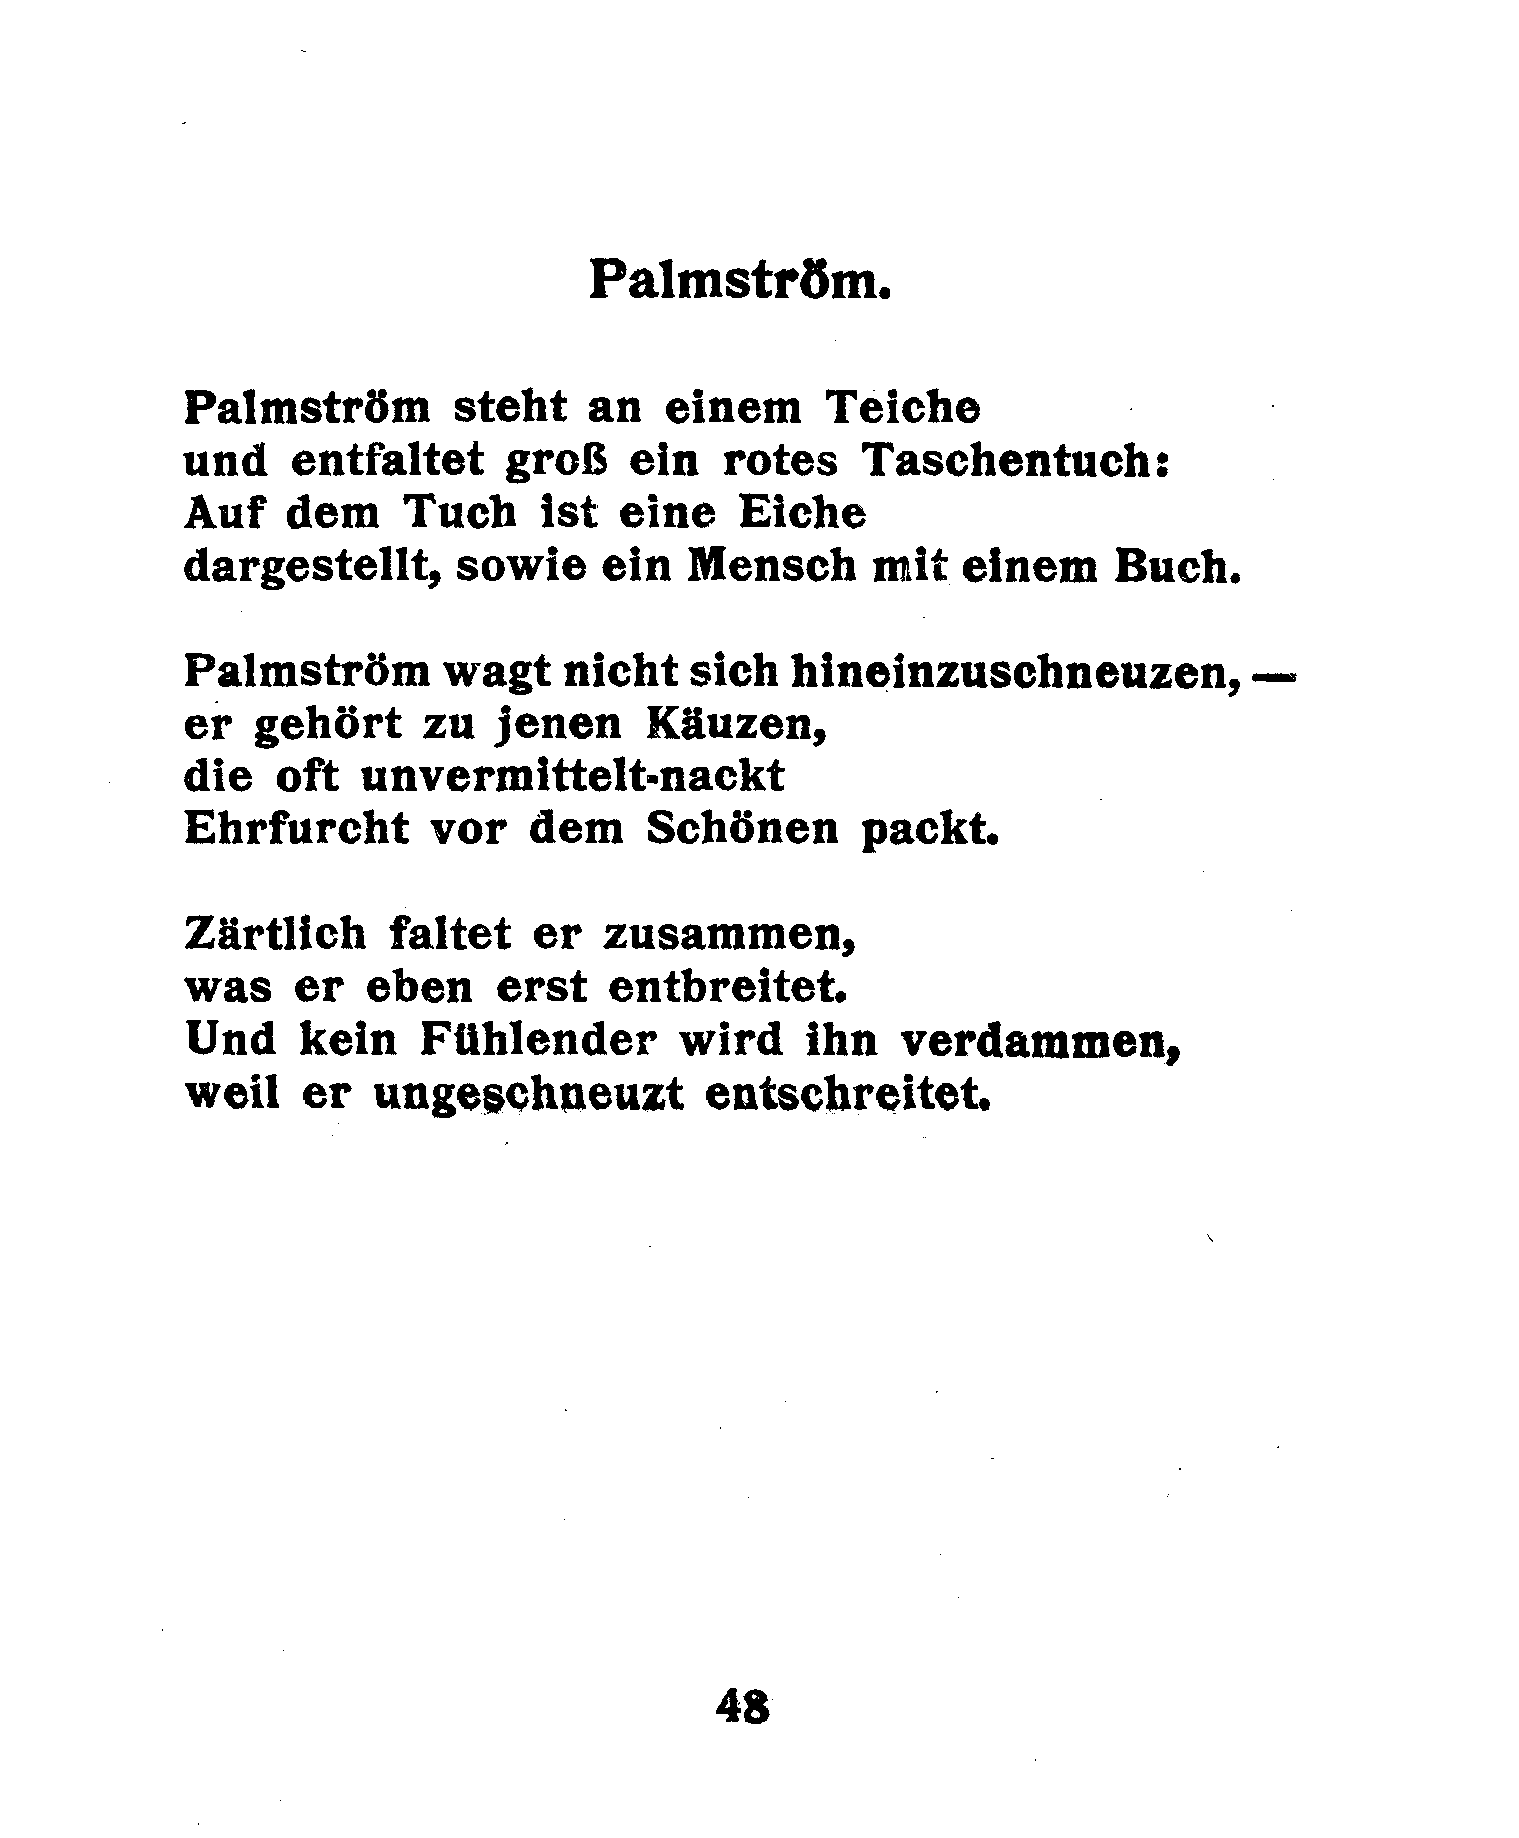 Palmström.
Palmström steht an einem Teiche
und entfaltet groß ein rotes Taschentuch:
Auf dem Tuch ist eine Eiche
dargestellt, sowie ein Mensch mit einem Buch.
Palmström wagt nicht sich hineinzuschneuzen, —
er gehört zu jenen Käuzen,
die oft unvermittelt-nackt
Ehrfurcht vor dem Schönen packt.
Zärtlich faltet er zusammen,
was er eben erst entbreitet.
Und kein Fühlender wird ihn verdammen,
weil er ungeschneuzt entschreitet.
48